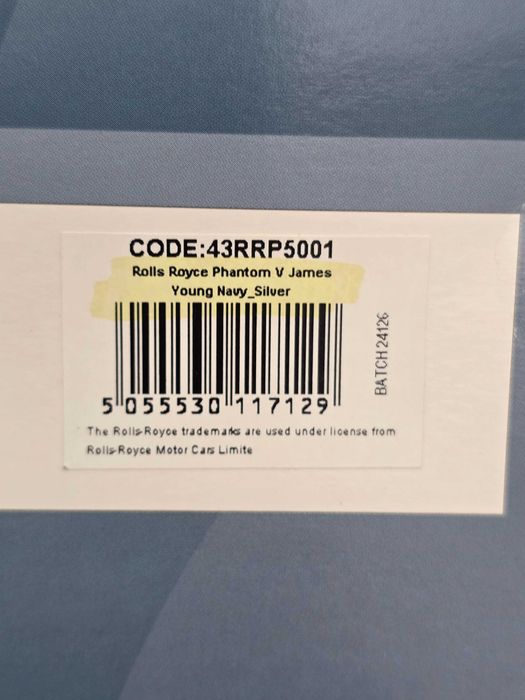 CODE:43RRP5001
Rolls Royce Phantom V James
Young Navy_Silver
5 055530 117129
BATCH 24126
The Rolls-Royce trademarks are used under license from
Rolls-Royce Motor Cars Limite